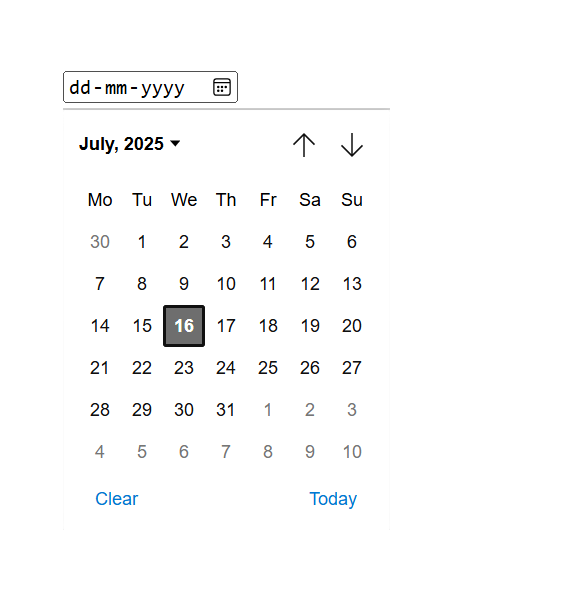 dd-mm-yyyy
July, 2025
Mo Tu We Th Fr Sa Su
30 1 2 3 4 5 6
7 8 9 10 11 12 13
14 15 16 17 18 19 20
21 22 23 24 25 26 27
28 29 30 31 1 2 3
4 5 6 7 8 9 10
Clear Today